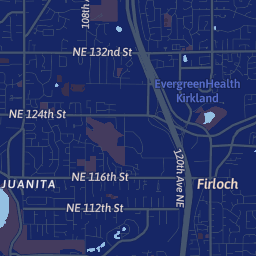 108th A
NE 132nd St
EvergreenHealth
Kirkland
NE 124th St
120th Ave NE
NE 116th St
JUANITA
Firloch
NE 112th St